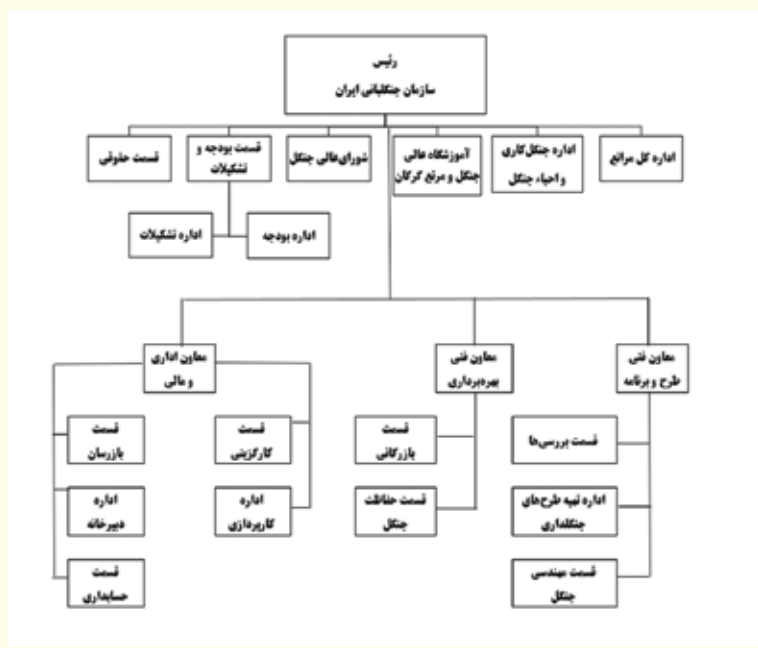 رئیس
سازمان جنگلبانی ایران
اداره کل مراتع
اداره جنگل‌کاری
و احیاء جنگل
آموزشگاه عالی
جنگل و مرتع گرگان
شورای‌عالی جنگل
قسمت بودجه و
تشکیلات
قسمت حقوقی
اداره بودجه
اداره تشکیلات
معاون فنی
طرح و برنامه
معاون فنی
بهره‌برداری
معاون اداری
و مالی
قسمت بررسی‌ها
اداره تهیه طرح‌های
جنگلداری
قسمت مهندسی
جنگل
قسمت
بازرگانی
قسمت حفاظت
جنگل
قسمت
کارگزینی
اداره
کارپردازی
قسمت
بازرسان
اداره
دبیرخانه
قسمت
حسابداری